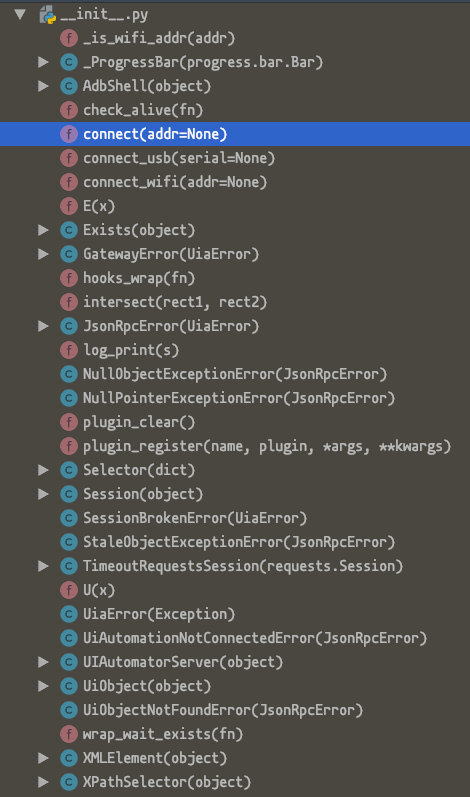 __init__.py
f _is_wifi_addr(addr)
C _ProgressBar(progress.bar.Bar)
C AdbShell(object)
f check_alive(fn)
f connect(addr=None)
f connect_usb(serial=None)
f connect_wifi(addr=None)
f E(x)
C Exists(object)
C GatewayError(UiaError)
f hooks_wrap(fn)
f intersect(rect1, rect2)
C JsonRpcError(UiaError)
f log_print(s)
C NullObjectExceptionError(JsonRpcError)
C NullPointerExceptionError(JsonRpcError)
f plugin_clear()
f plugin_register(name, plugin, *args, **kwargs)
C Selector(dict)
C Session(object)
C SessionBrokenError(UiaError)
C StaleObjectExceptionError(JsonRpcError)
C TimeoutRequestsSession(requests.Session)
f U(x)
C UiaError(Exception)
C UiAutomationNotConnectedError(JsonRpcError)
C UIAutomatorServer(object)
C UiObject(object)
C UiObjectNotFoundError(JsonRpcError)
f wrap_wait_exists(fn)
C XMLElement(object)
C XPathSelector(object)